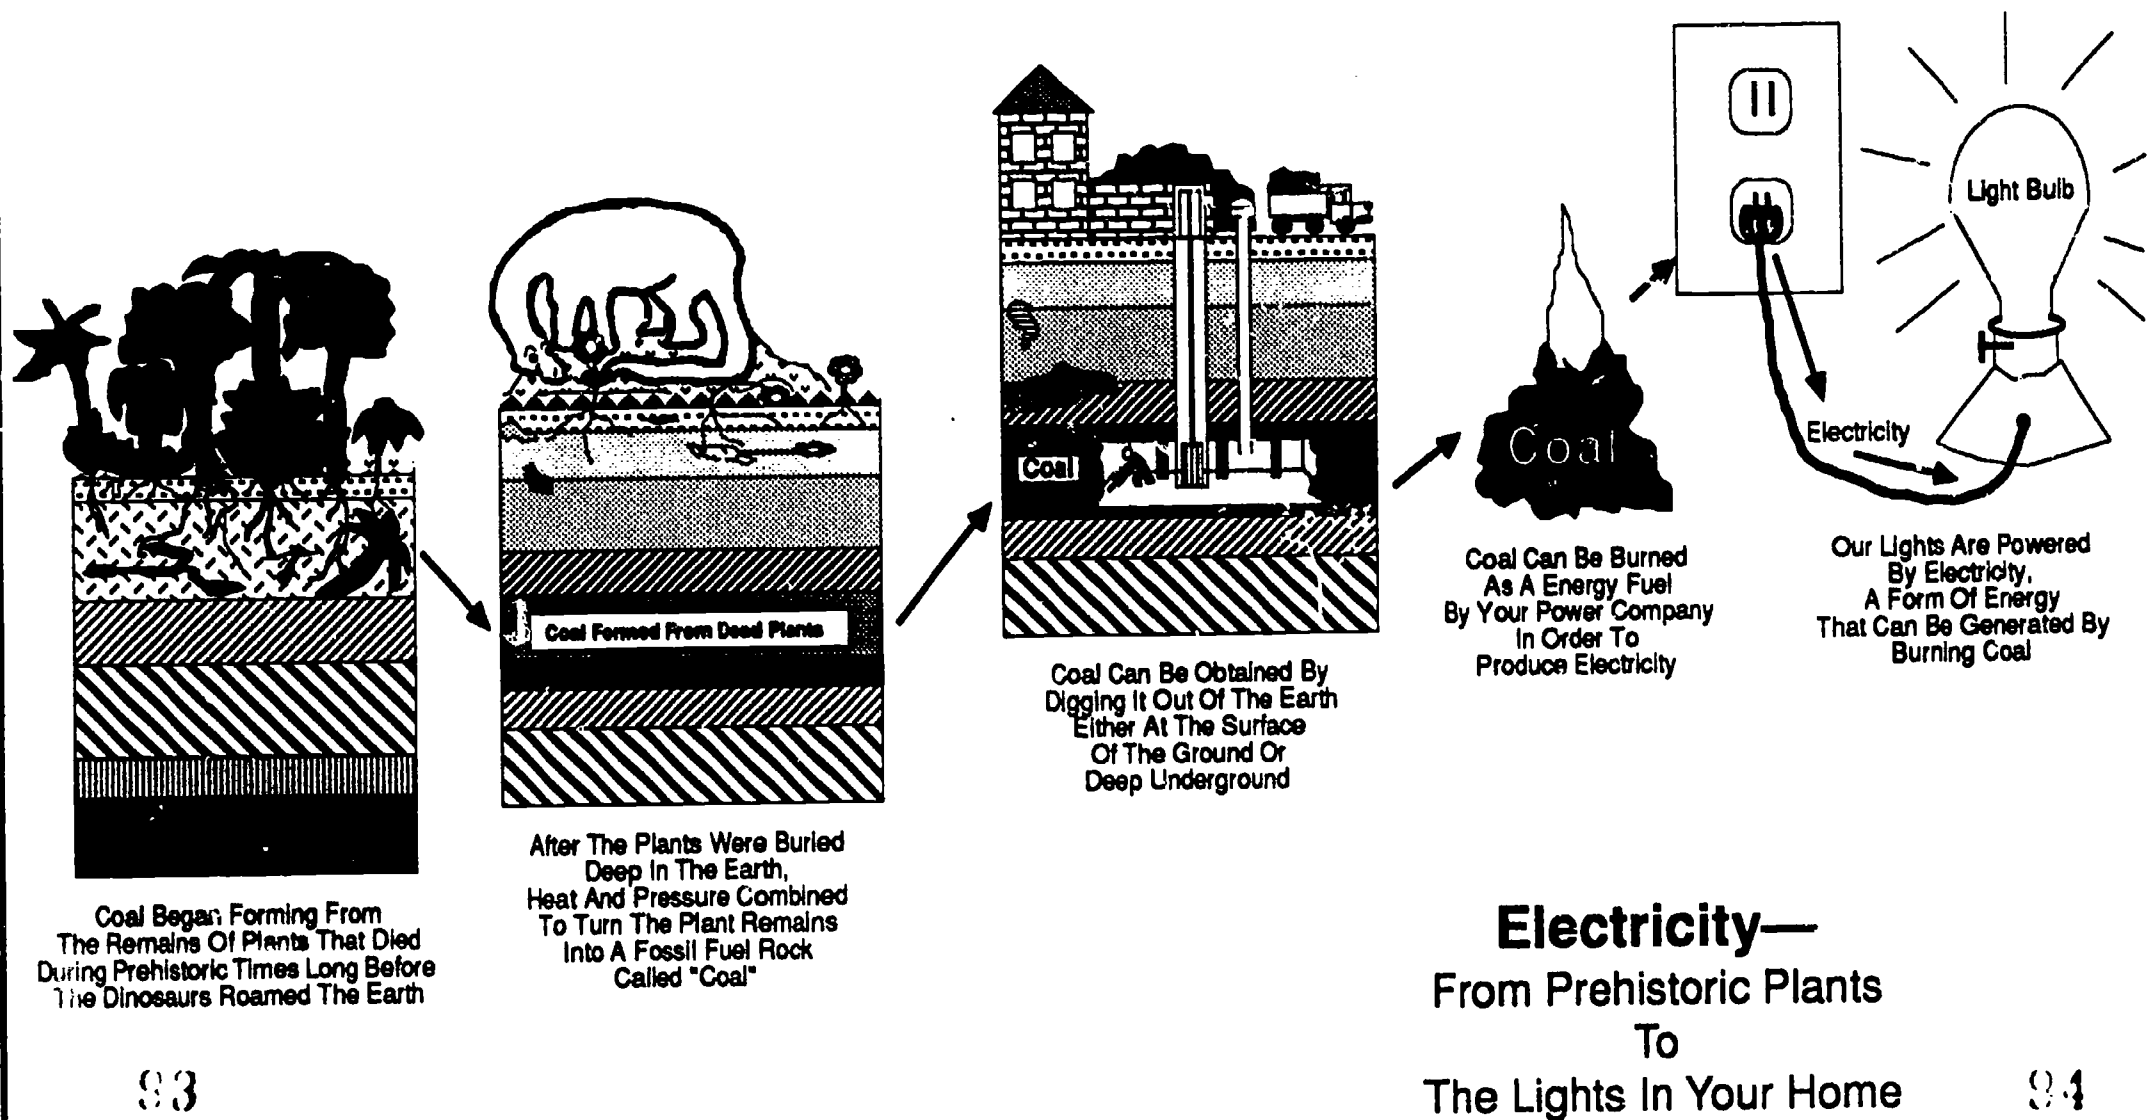 Coal Began Forming From
The Remains Of Plants That Died
During Prehistoric Times Long Before
The Dinosaurs Roamed The Earth
Coal Formed From Dead Plants
After The Plants Were Buried
Deep In The Earth,
Heat And Pressure Combined
To Turn The Plant Remains
Into A Fossil Fuel Rock
Called "Coal"
Coal
Coal Can Be Obtained By
Digging It Out Of The Earth
Either At The Surface
Of The Ground Or
Deep Underground
Coal
Coal Can Be Burned
As A Energy Fuel
By Your Power Company
In Order To
Produce Electricity
Light Bulb
Electricity
Our Lights Are Powered
By Electricity,
A Form Of Energy
That Can Be Generated By
Burning Coal
Electricity—
From Prehistoric Plants
To
The Lights In Your Home
93
94